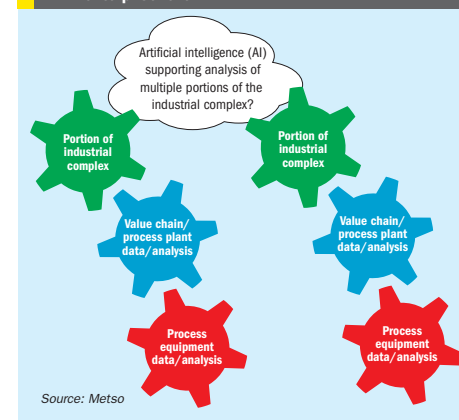 Artificial intelligence (AI)
supporting analysis of
multiple portions of the
industrial complex?
Portion of
industrial
complex
Portion of
industrial
complex
Value chain/
process plant
data/analysis
Value chain/
process plant
data/analysis
Process
equipment
data/analysis
Process
equipment
data/analysis
Source: Metso